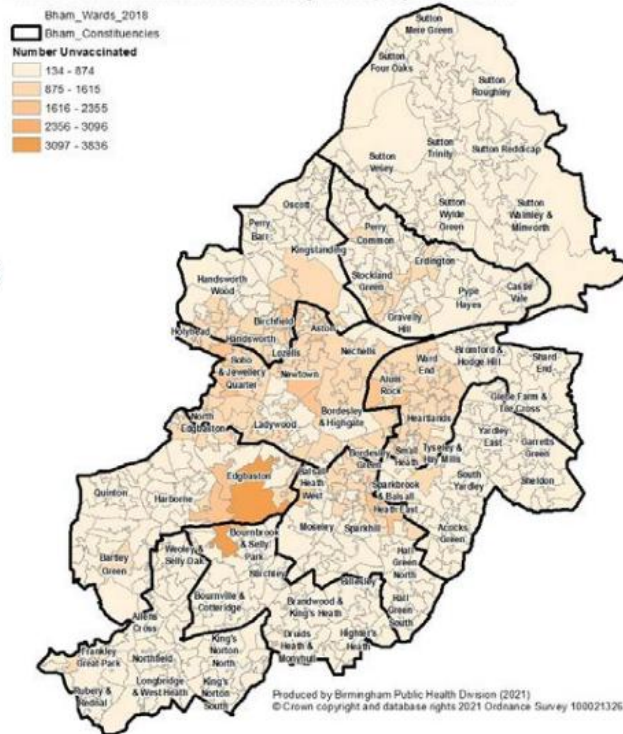 Bham_Wards_2018
Bham_Constituencies
Number Unvaccinated
134 - 874
875 - 1615
1616 - 2355
2356 - 3096
3097 - 3836
Sutton
Mere Green
Sutton
Four Oaks
Sutton
Roughley
Sutton
Trinity
Sutton Reddicap
Sutton
Vesey
Sutton
Wylde
Green
Sutton
Walmley &
Minworth
Oscott
Perry
Barr
Kingstanding
Perry
Common
Erdington
Stockland
Green
Pype
Hayes
Castle
Vale
Gravelly
Hill
Handsworth
Wood
Birchfield
Holyhead
Handsworth
Aston
Lozells
Nechells
Soho
& Jewellery
Quarter
Newtown
Ward
End
Bromford &
Hodge Hill
Shard
End
Alum
Rock
Glebe Farm &
Tile Cross
Heartlands
North
Edgbaston
Ladywood
Bordesley
& Highgate
Bordesley
Green
Small
Heath
Tyseley &
Hay Mills
Yardley
East
Garretts
Green
Sheldon
South
Yardley
Edgbaston
Balsall
Heath
West
Sparkbrook
& Balsall
Heath East
Quinton
Harborne
Moseley
Sparkhill
Acocks
Green
Bartley
Green
Weoley &
Selly Oak
Bournbrook
& Selly
Park
Stirchley
Hall
Green
North
Billesley
Bournville &
Cotteridge
Brandwood &
King's Heath
Hall
Green
South
Allens
Cross
Druids
Heath &
Monyhull
Highter's
Heath
Frankley
Great Park
Northfield
King's
Norton
North
Rubery &
Rednal
Longbridge
& West Heath
King's
Norton
South
Produced by Birmingham Public Health Division (2021)
© Crown copyright and database rights 2021 Ordnance Survey 100021326